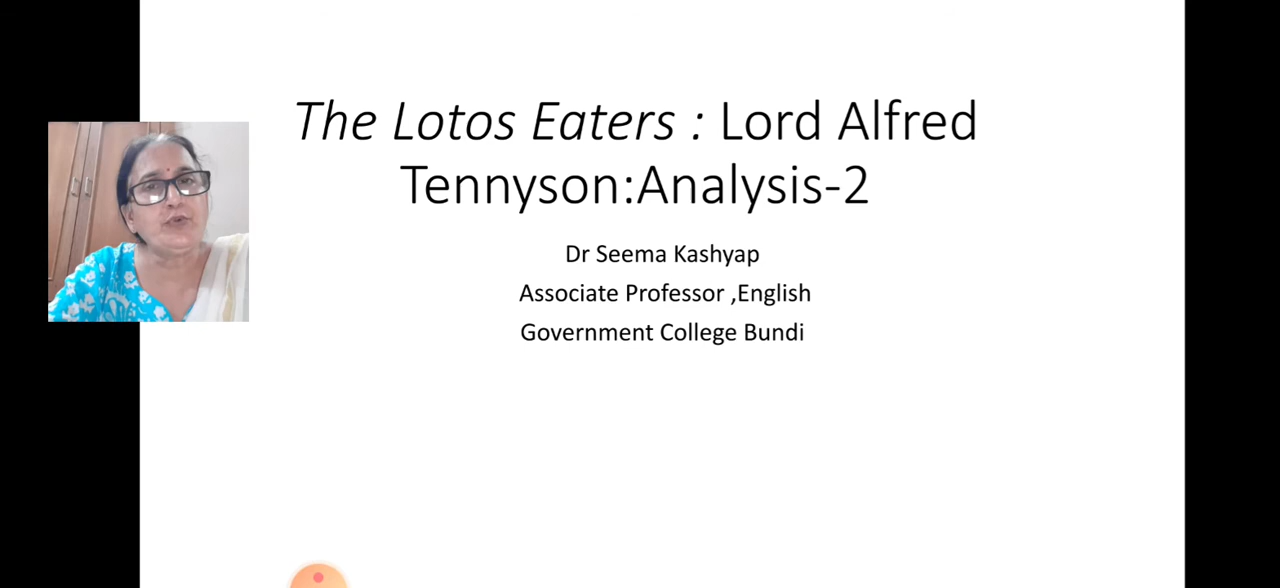 The Lotos Eaters : Lord Alfred
Tennyson:Analysis-2
Dr Seema Kashyap
Associate Professor ,English
Government College Bundi